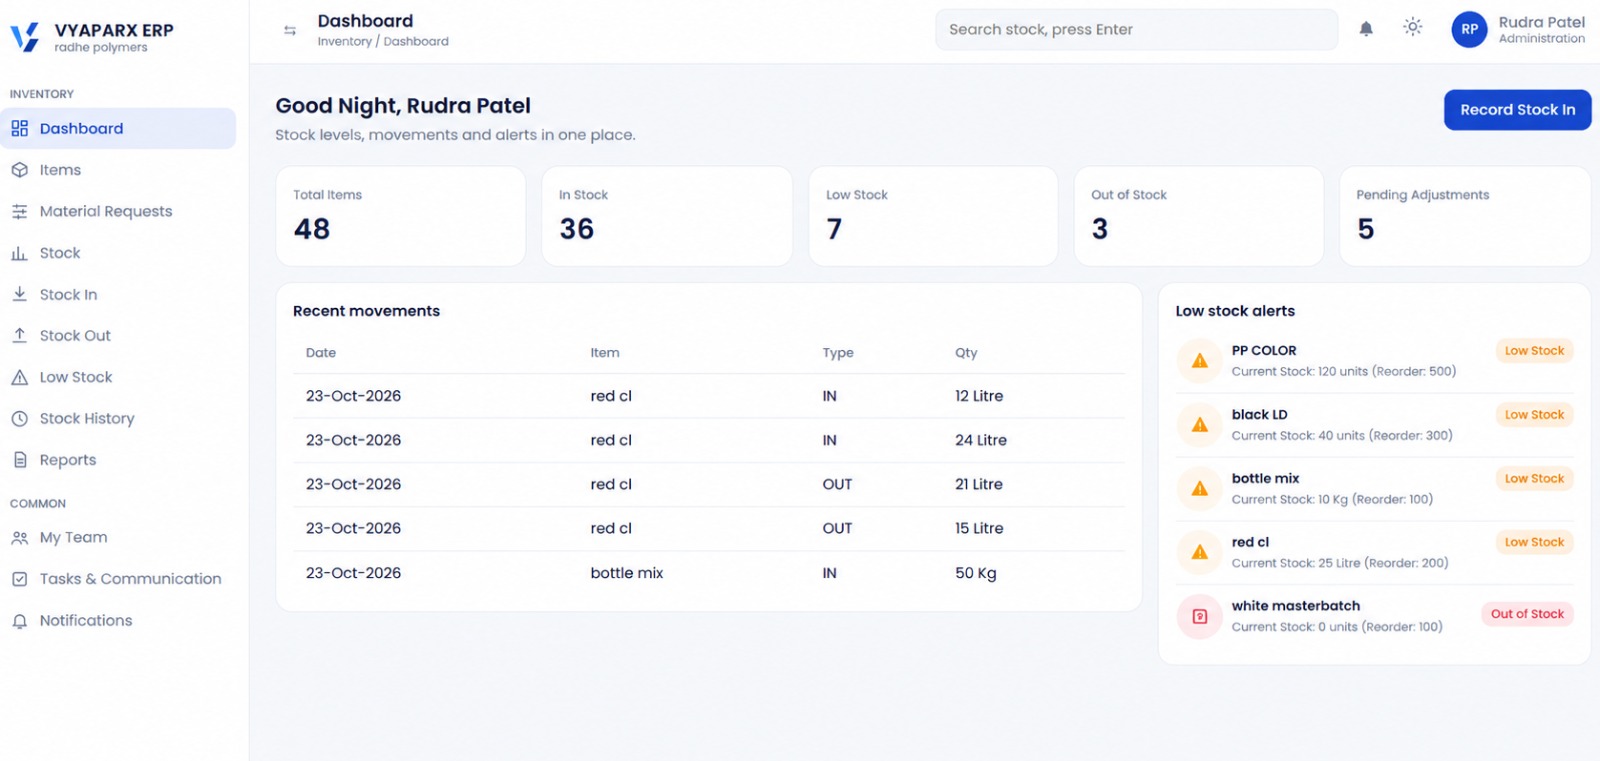 VYAPARX ERP
radhe polymers
INVENTORY
Dashboard
Items
Material Requests
Stock
Stock In
Stock Out
Low Stock
Stock History
Reports
COMMON
My Team
Tasks & Communication
Notifications
Dashboard
Inventory / Dashboard
Search stock, press Enter
RP
Rudra Patel
Administration
Good Night, Rudra Patel
Stock levels, movements and alerts in one place.
Record Stock In
Total Items
48
In Stock
36
Low Stock
7
Out of Stock
3
Pending Adjustments
5
Recent movements
Date Item Type Qty
23-Oct-2026 red cl IN 12 Litre
23-Oct-2026 red cl IN 24 Litre
23-Oct-2026 red cl OUT 21 Litre
23-Oct-2026 red cl OUT 15 Litre
23-Oct-2026 bottle mix IN 50 Kg
Low stock alerts
PP COLOR Low Stock
Current Stock: 120 units (Reorder: 500)
black LD Low Stock
Current Stock: 40 units (Reorder: 300)
bottle mix Low Stock
Current Stock: 10 Kg (Reorder: 100)
red cl Low Stock
Current Stock: 25 Litre (Reorder: 200)
white masterbatch Out of Stock
Current Stock: 0 units (Reorder: 100)